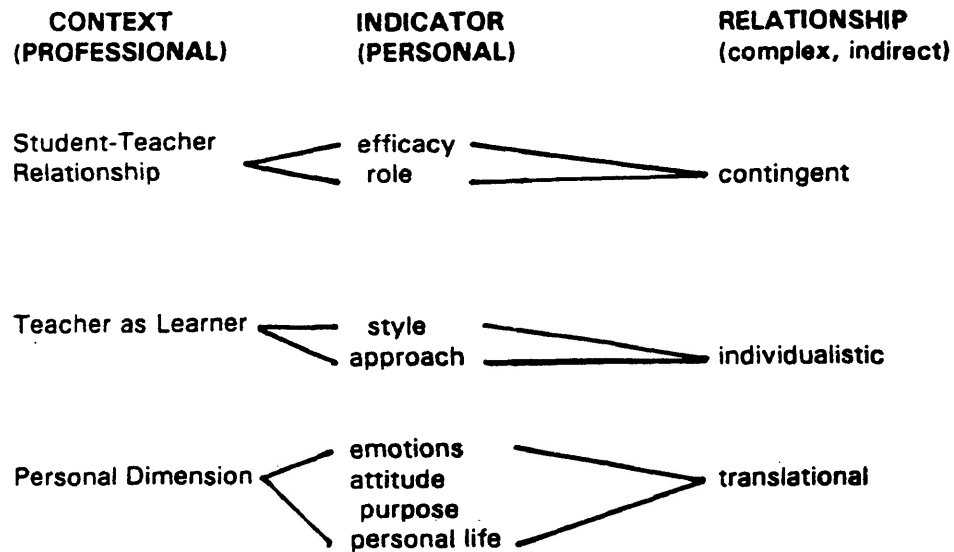 CONTEXT INDICATOR RELATIONSHIP
(PROFESSIONAL) (PERSONAL) (complex, indirect)
Student-Teacher efficacy
Relationship role contingent
Teacher as Learner style
approach individualistic
emotions
Personal Dimension attitude translational
purpose
personal life